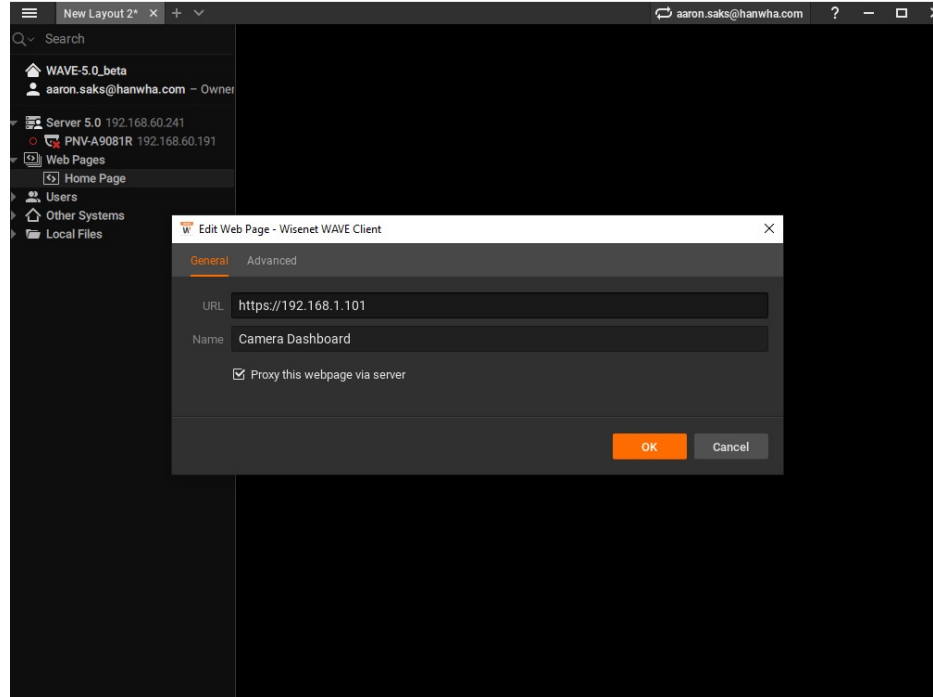 New Layout 2*
aaron.saks@hanwha.com ?
Search
WAVE-5.0_beta
aaron.saks@hanwha.com – Owner
Server 5.0 192.168.60.241
PNV-A9081R 192.168.60.191
Web Pages
Home Page
Users
Other Systems
Local Files
W Edit Web Page - Wisenet WAVE Client
General Advanced
URL https://192.168.1.101
Name Camera Dashboard
Proxy this webpage via server
OK Cancel